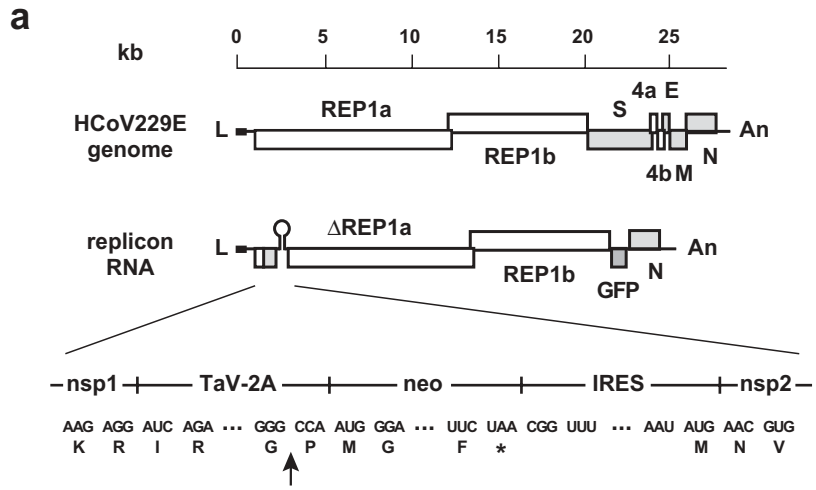 a
kb 0 5 10 15 20 25
HCoV229E genome L REP1a REP1b S 4a E 4b M N An
replicon RNA L ΔREP1a REP1b GFP N An
nsp1 TaV-2A neo IRES nsp2
AAG AGG AUC AGA ... GGG CCA AUG GGA ... UUC UAA CGG UUU ... AAU AUG AAC GUG
K R I R G P M G F * M N V